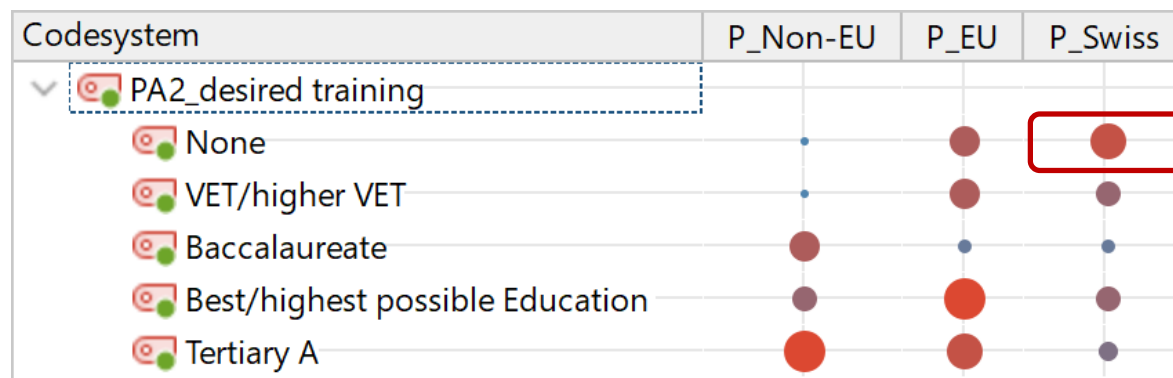 Codesystem P_Non-EU P_EU P_Swiss
PA2_desired training
None
VET/higher VET
Baccalaureate
Best/highest possible Education
Tertiary A